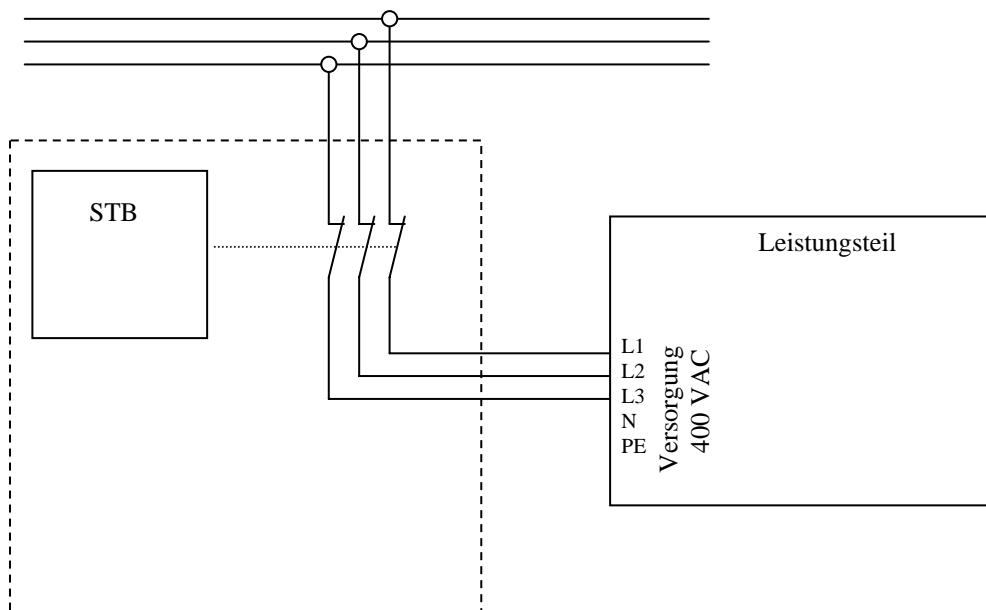 STB
Leistungsteil
L1
L2
L3
N
PE
Versorgung
400 VAC